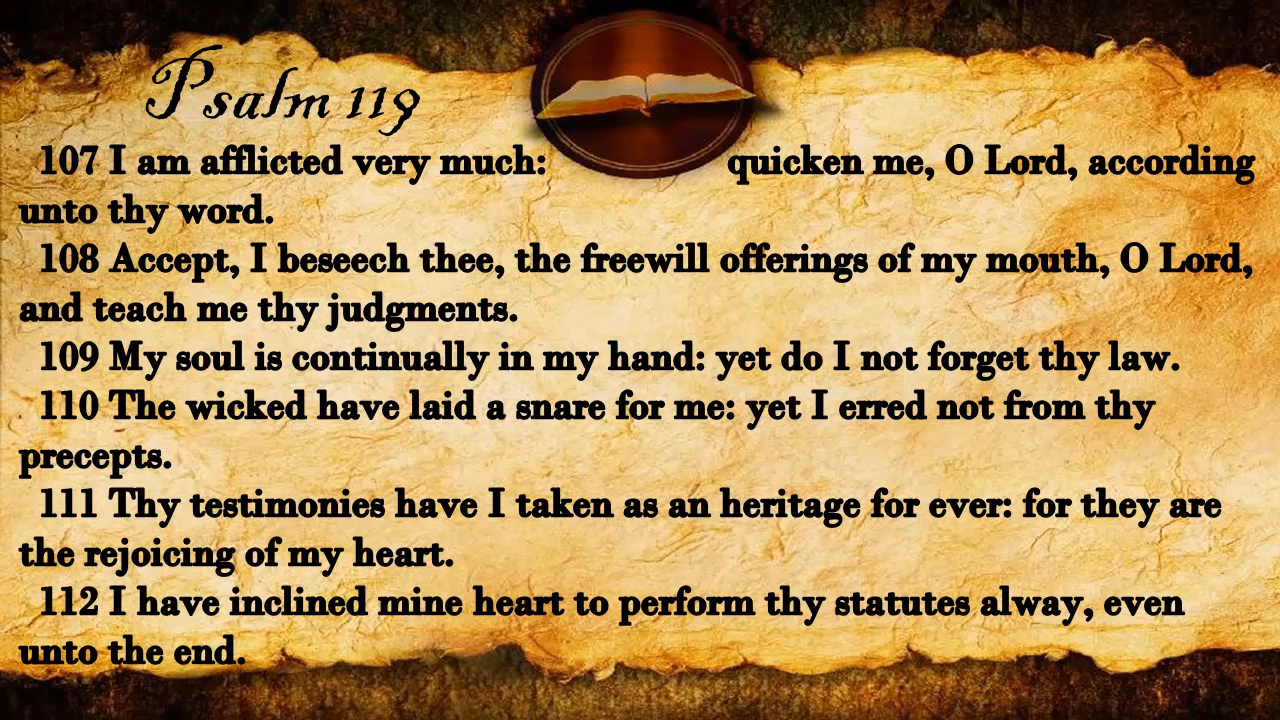 Psalm 119
107 I am afflicted very much: quicken me, O Lord, according
unto thy word.
108 Accept, I beseech thee, the freewill offerings of my mouth, O Lord,
and teach me thy judgments.
109 My soul is continually in my hand: yet do I not forget thy law.
110 The wicked have laid a snare for me: yet I erred not from thy
precepts.
111 Thy testimonies have I taken as an heritage for ever: for they are
the rejoicing of my heart.
112 I have inclined mine heart to perform thy statutes alway, even
unto the end.